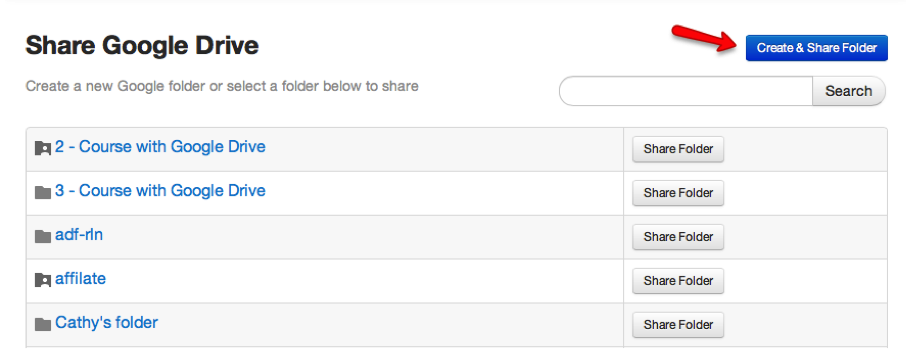 Share Google Drive
Create & Share Folder
Create a new Google folder or select a folder below to share
Search
2 - Course with Google Drive
Share Folder
3 - Course with Google Drive
Share Folder
adf-rln
Share Folder
affilate
Share Folder
Cathy's folder
Share Folder